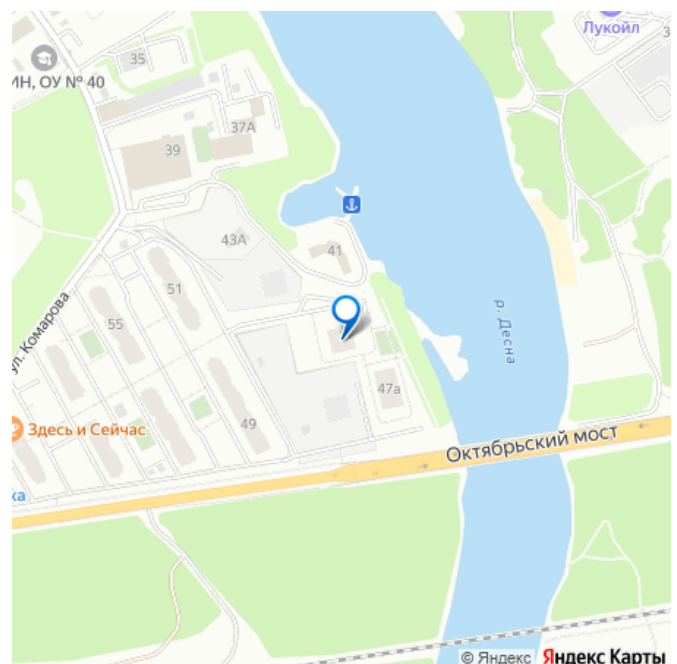 Лукойл
35
ИН, ОУ № 40
37А
39
43А
41
51
ул. Комарова
р. Десна
55
47а
49
Здесь и Сейчас
Октябрьский мост
ка
© Яндекс Яндекс Карты